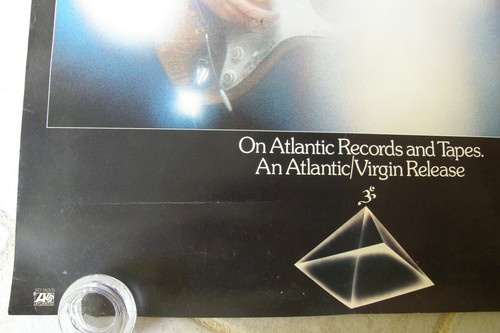 On Atlantic Records and Tapes.
An Atlantic/Virgin Release